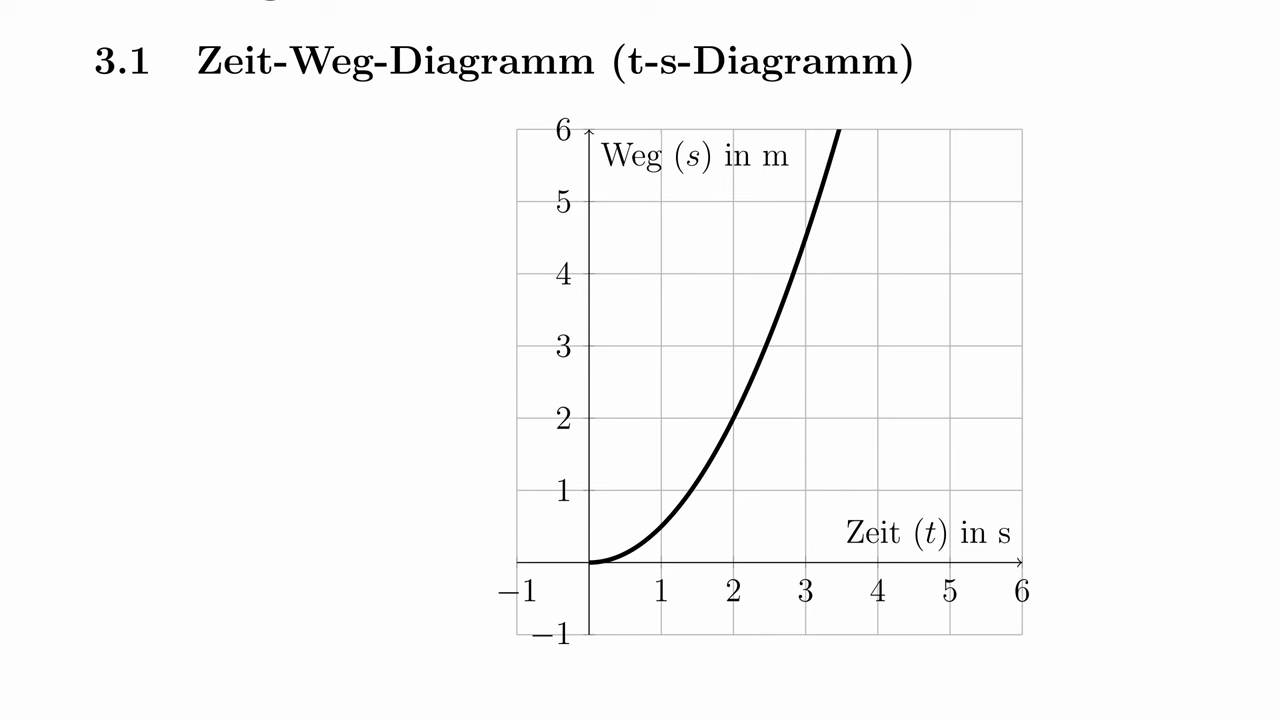 3.1 Zeit-Weg-Diagramm (t-s-Diagramm)
6
Weg (s) in m
5
4
3
2
1
Zeit (t) in s
−1 1 2 3 4 5 6
−1